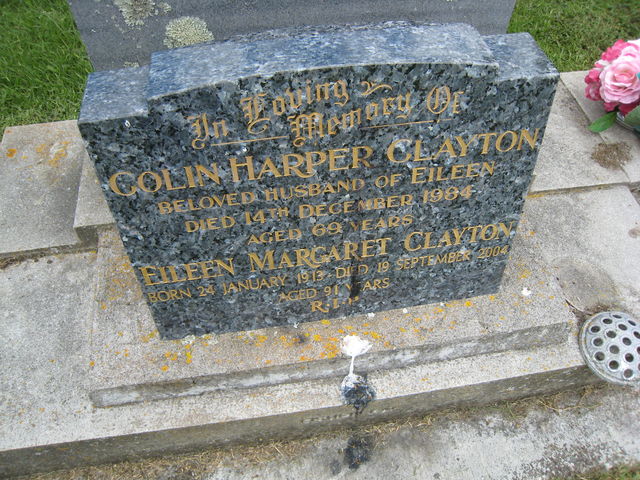 In Loving Memory Of
COLIN HARPER CLAYTON
BELOVED HUSBAND OF EILEEN
DIED 14TH DECEMBER 1984
AGED 69 YEARS
EILEEN MARGARET CLAYTON
BORN 24 JANUARY 1913 - DIED 19 SEPTEMBER 2004
AGED 91 YEARS
R.I.P